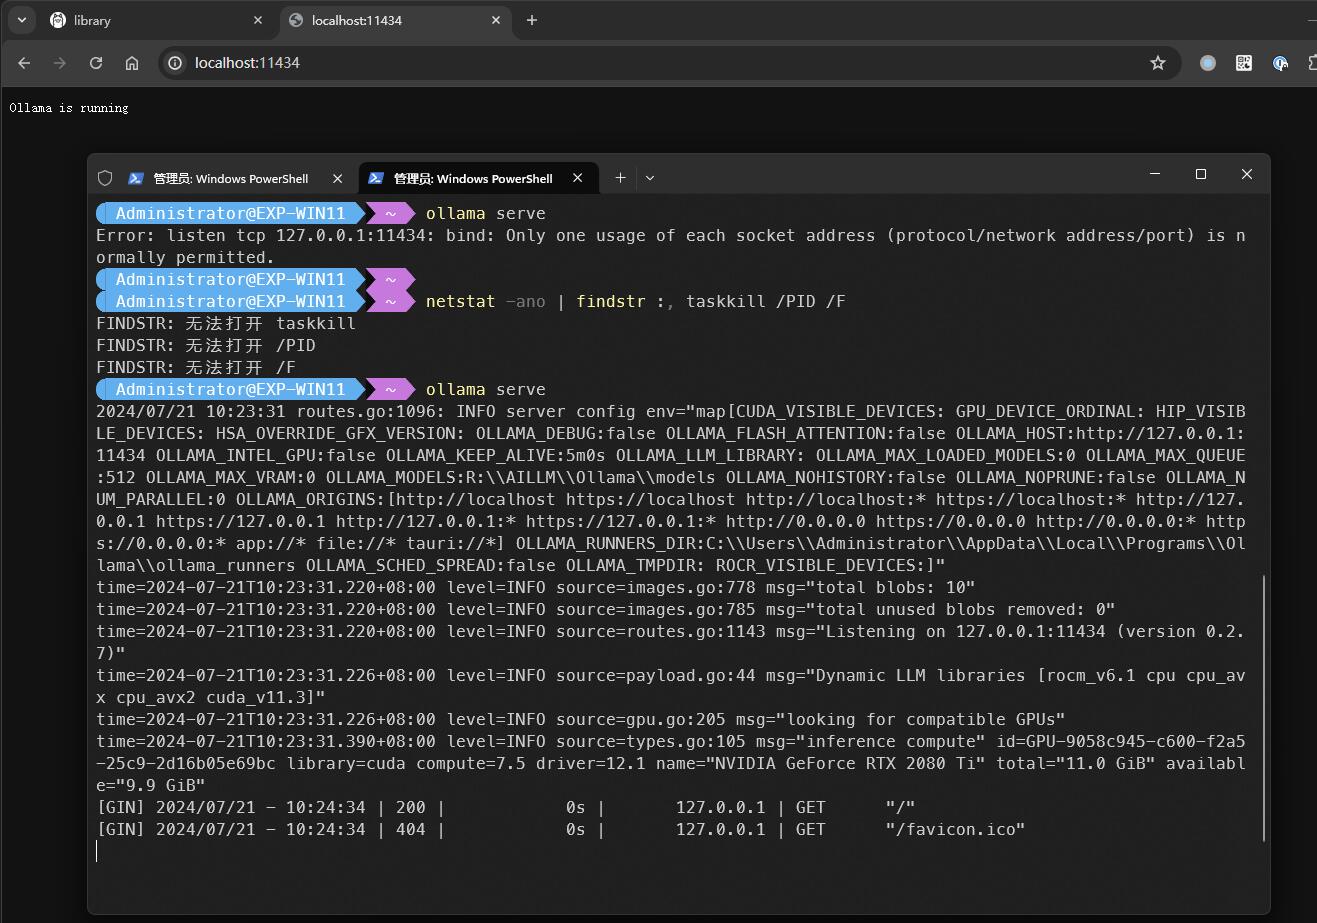 library
localhost:11434
localhost:11434
Ollama is running
管理员: Windows PowerShell
管理员: Windows PowerShell
Administrator@EXP-WIN11 ~ ollama serve
Error: listen tcp 127.0.0.1:11434: bind: Only one usage of each socket address (protocol/network address/port) is n
ormally permitted.
Administrator@EXP-WIN11 ~
Administrator@EXP-WIN11 ~ netstat -ano | findstr :, taskkill /PID /F
FINDSTR: 无法打开 taskkill
FINDSTR: 无法打开 /PID
FINDSTR: 无法打开 /F
Administrator@EXP-WIN11 ~ ollama serve
2024/07/21 10:23:31 routes.go:1096: INFO server config env="map[CUDA_VISIBLE_DEVICES: GPU_DEVICE_ORDINAL: HIP_VISIB
LE_DEVICES: HSA_OVERRIDE_GFX_VERSION: OLLAMA_DEBUG:false OLLAMA_FLASH_ATTENTION:false OLLAMA_HOST:http://127.0.0.1:
11434 OLLAMA_INTEL_GPU:false OLLAMA_KEEP_ALIVE:5m0s OLLAMA_LLM_LIBRARY: OLLAMA_MAX_LOADED_MODELS:0 OLLAMA_MAX_QUEUE
:512 OLLAMA_MAX_VRAM:0 OLLAMA_MODELS:R:\\AILLM\\Ollama\\models OLLAMA_NOHISTORY:false OLLAMA_NOPRUNE:false OLLAMA_N
UM_PARALLEL:0 OLLAMA_ORIGINS:[http://localhost https://localhost http://localhost:* https://localhost:* http://127.
0.0.1 https://127.0.0.1 http://127.0.0.1:* https://127.0.0.1:* http://0.0.0.0 https://0.0.0.0 http://0.0.0.0:* http
s://0.0.0.0:* app://* file://* tauri://*] OLLAMA_RUNNERS_DIR:C:\\Users\\Administrator\\AppData\\Local\\Programs\\Ol
lama\\ollama_runners OLLAMA_SCHED_SPREAD:false OLLAMA_TMPDIR: ROCR_VISIBLE_DEVICES:]"
time=2024-07-21T10:23:31.220+08:00 level=INFO source=images.go:778 msg="total blobs: 10"
time=2024-07-21T10:23:31.220+08:00 level=INFO source=images.go:785 msg="total unused blobs removed: 0"
time=2024-07-21T10:23:31.220+08:00 level=INFO source=routes.go:1143 msg="Listening on 127.0.0.1:11434 (version 0.2.
7)"
time=2024-07-21T10:23:31.226+08:00 level=INFO source=payload.go:44 msg="Dynamic LLM libraries [rocm_v6.1 cpu cpu_av
x cpu_avx2 cuda_v11.3]"
time=2024-07-21T10:23:31.226+08:00 level=INFO source=gpu.go:205 msg="looking for compatible GPUs"
time=2024-07-21T10:23:31.390+08:00 level=INFO source=types.go:105 msg="inference compute" id=GPU-9058c945-c600-f2a5
-25c9-2d16b05e69bc library=cuda compute=7.5 driver=12.1 name="NVIDIA GeForce RTX 2080 Ti" total="11.0 GiB" availabl
e="9.9 GiB"
[GIN] 2024/07/21 - 10:24:34 | 200 | 0s | 127.0.0.1 | GET "/"
[GIN] 2024/07/21 - 10:24:34 | 404 | 0s | 127.0.0.1 | GET "/favicon.ico"